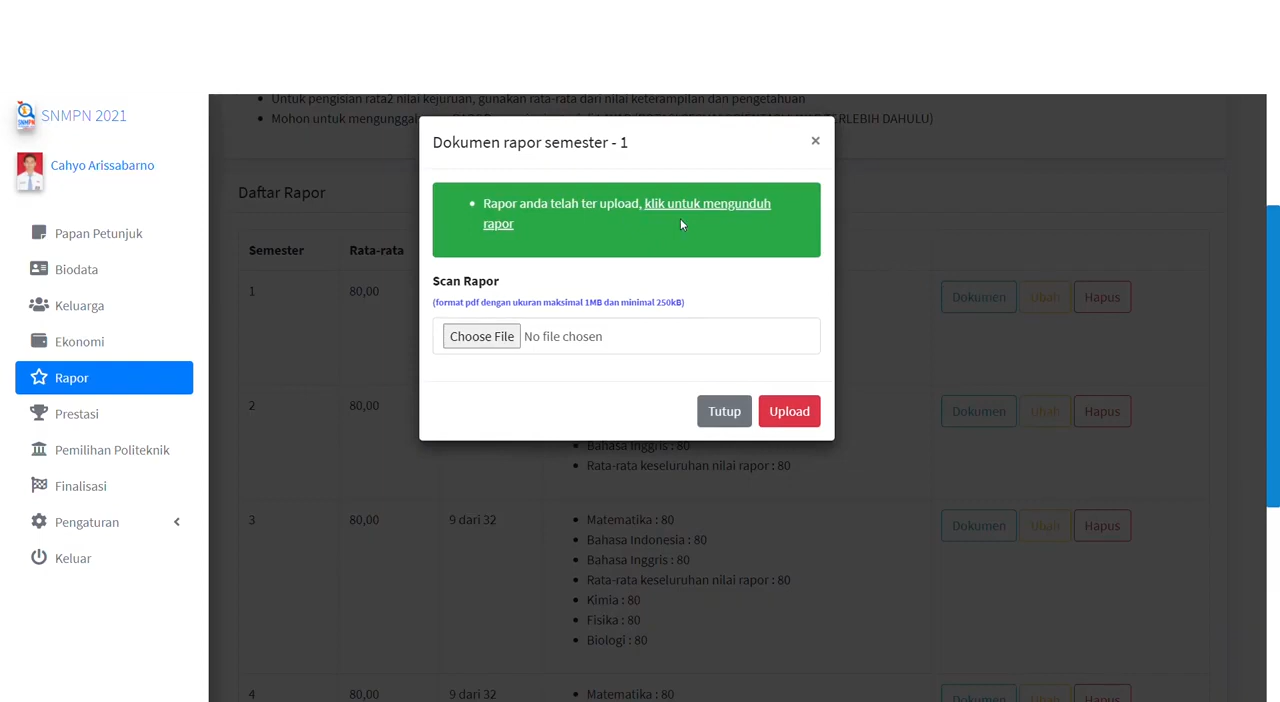 SNMPN 2021
Cahyo Arissabarno
Papan Petunjuk
Biodata
Keluarga
Ekonomi
Rapor
Prestasi
Pemilihan Politeknik
Finalisasi
Pengaturan
Keluar
Untuk pengisian rata2 nilai kejuruan, gunakan rata-rata dari nilai keterampilan dan pengetahuan
Mohon untuk mengunggah
TERLEBIH DAHULU)
Dokumen rapor semester - 1
×
Rapor anda telah ter upload, klik untuk mengunduh
rapor
Scan Rapor
(format pdf dengan ukuran maksimal 1MB dan minimal 250kB)
Choose File No file chosen
Tutup Upload
Daftar Rapor
Semester Rata-rata
1 80,00 Dokumen Ubah Hapus
2 80,00 Dokumen Ubah Hapus
Bahasa Inggris : 80
Rata-rata keseluruhan nilai rapor : 80
3 80,00 9 dari 32 Matematika : 80 Dokumen Ubah Hapus
Bahasa Indonesia : 80
Bahasa Inggris : 80
Rata-rata keseluruhan nilai rapor : 80
Kimia : 80
Fisika : 80
Biologi : 80
4 80,00 9 dari 32 Matematika : 80 Dokumen Ubah Hapus